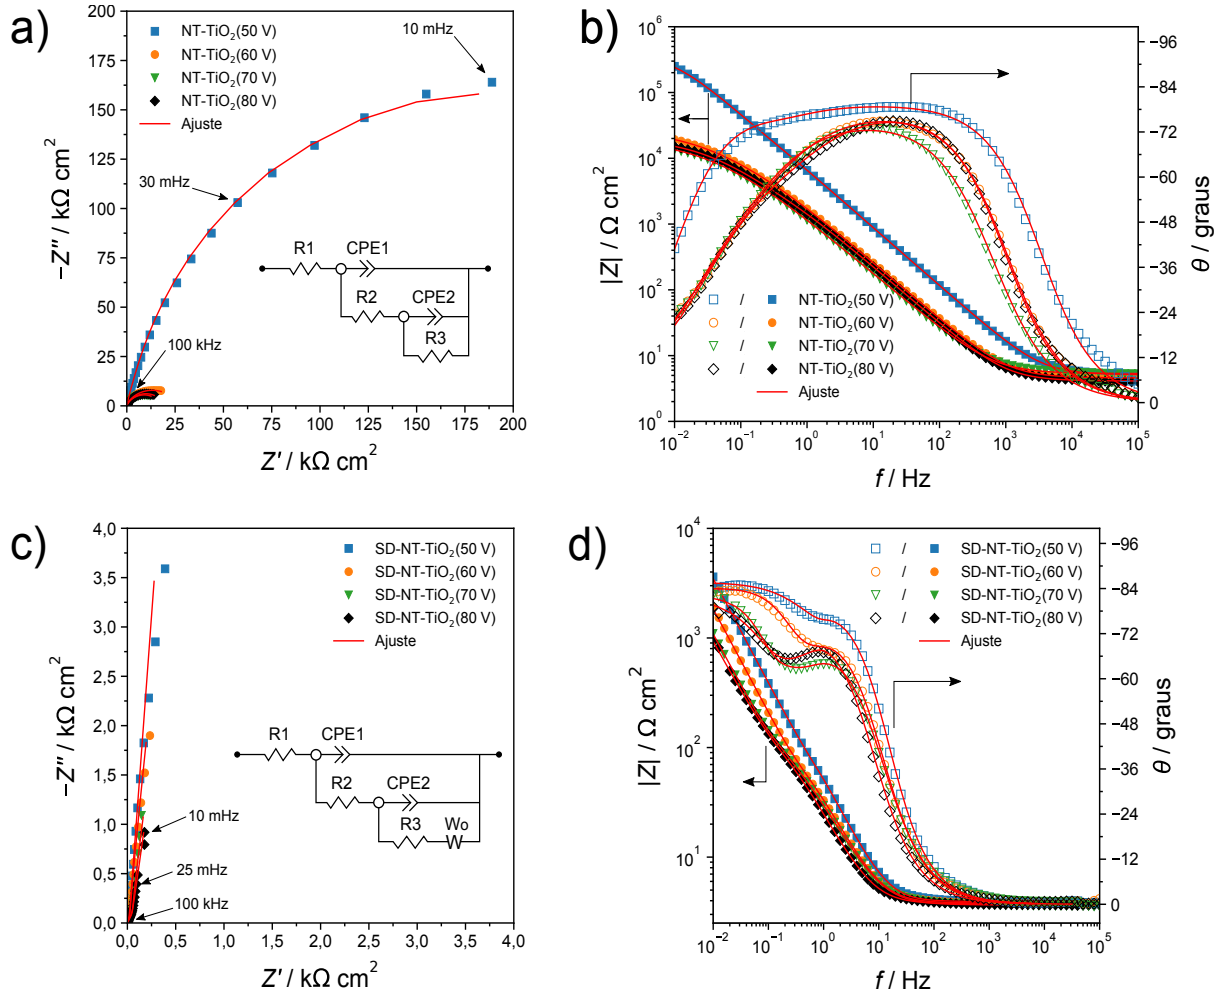 a)
−Z'' / kΩ cm²
200
175
150
125
100
75
50
25
0
NT-TiO₂(50 V)
NT-TiO₂(60 V)
NT-TiO₂(70 V)
NT-TiO₂(80 V)
Ajuste
10 mHz
30 mHz
100 kHz
R1 CPE1
R2 CPE2
R3
0 25 50 75 100 125 150 175 200
Z' / kΩ cm²
b)
|Z| / Ω cm²
10⁶
10⁵
10⁴
10³
10²
10¹
10⁰
/ NT-TiO₂(50 V)
/ NT-TiO₂(60 V)
/ NT-TiO₂(70 V)
/ NT-TiO₂(80 V)
Ajuste
−96
−84
−72
−60
−48
−36
−24
−12
0
θ / graus
10⁻² 10⁻¹ 10⁰ 10¹ 10² 10³ 10⁴ 10⁵
f / Hz
c)
−Z'' / kΩ cm²
4,0
3,5
3,0
2,5
2,0
1,5
1,0
0,5
0,0
SD-NT-TiO₂(50 V)
SD-NT-TiO₂(60 V)
SD-NT-TiO₂(70 V)
SD-NT-TiO₂(80 V)
Ajuste
10 mHz
25 mHz
100 kHz
R1 CPE1
R2 CPE2
R3 Wo
0,0 0,5 1,0 1,5 2,0 2,5 3,0 3,5 4,0
Z' / kΩ cm²
d)
|Z| / Ω cm²
10⁴
10³
10²
10¹
/ SD-NT-TiO₂(50 V)
/ SD-NT-TiO₂(60 V)
/ SD-NT-TiO₂(70 V)
/ SD-NT-TiO₂(80 V)
Ajuste
-96
-84
-72
-60
-48
-36
-24
-12
0
θ / graus
10⁻² 10⁻¹ 10⁰ 10¹ 10² 10³ 10⁴ 10⁵
f / Hz